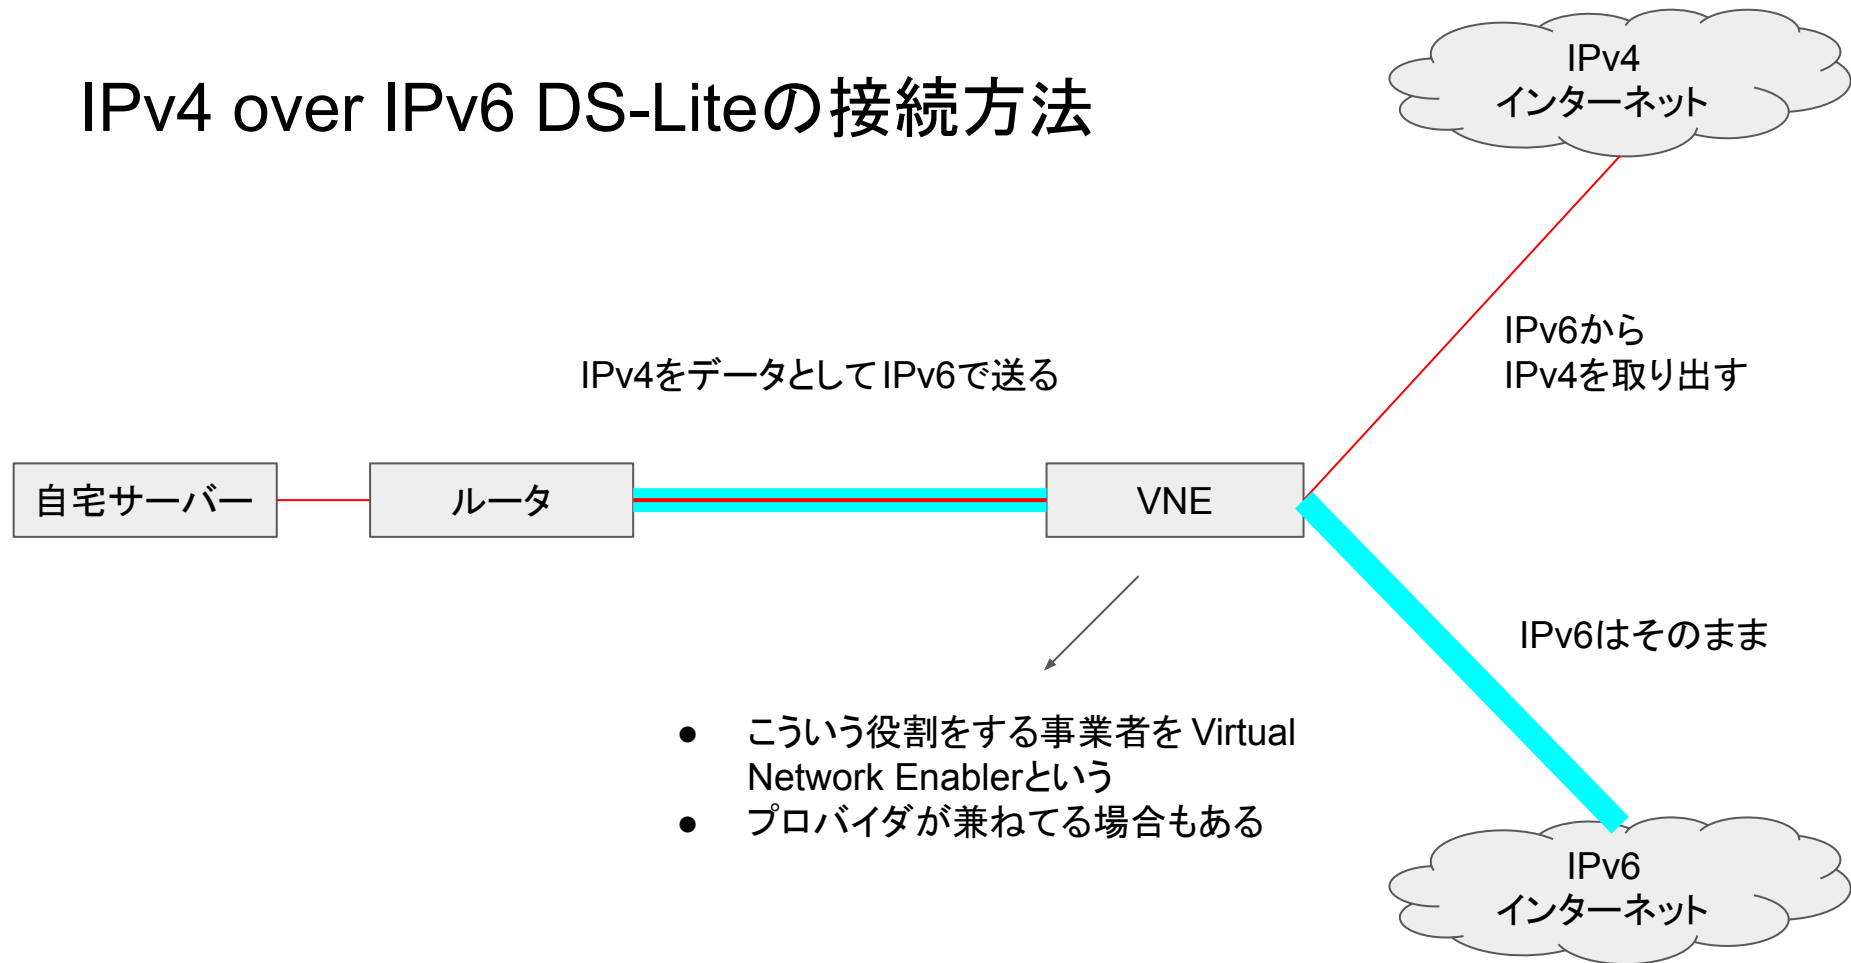 IPv4 over IPv6 DS-Liteの接続方法
IPv4
インターネット
IPv6から
IPv4を取り出す
IPv4をデータとしてIPv6で送る
自宅サーバー
ルータ
VNE
IPv6はそのまま
● こういう役割をする事業者を Virtual
Network Enablerという
● プロバイダが兼ねてる場合もある
IPv6
インターネット